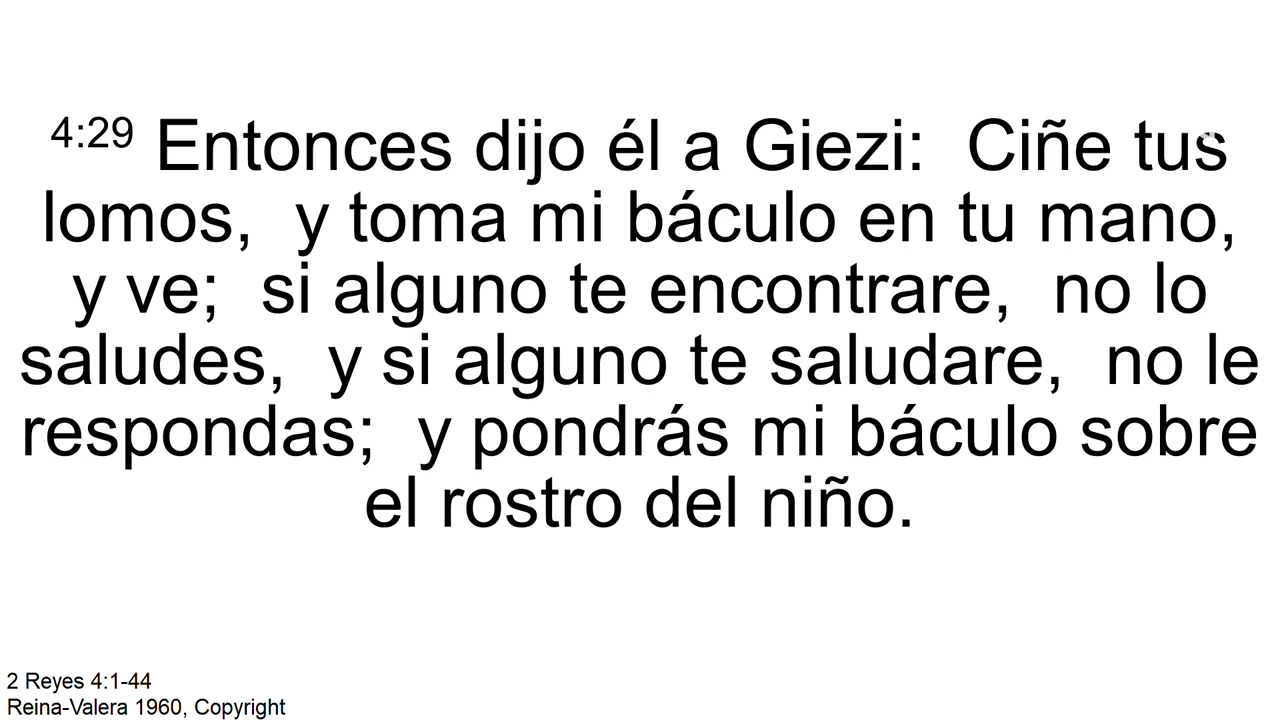 4:29 Entonces dijo él a Giezi: Ciñe tus
lomos, y toma mi báculo en tu mano,
y ve; si alguno te encontrare, no lo
saludes, y si alguno te saludare, no le
respondas; y pondrás mi báculo sobre
el rostro del niño.
2 Reyes 4:1-44
Reina-Valera 1960, Copyright